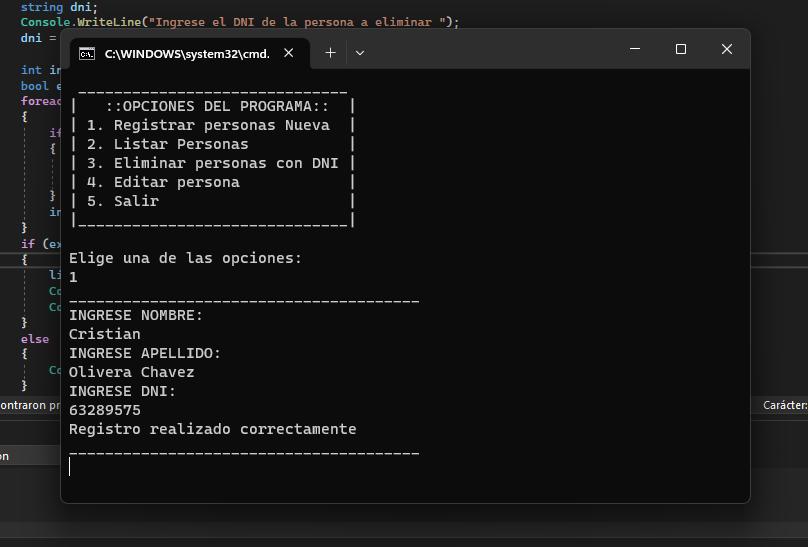 string dni;
Console.WriteLine("Ingrese el DNI de la persona a eliminar ");
dni =
C:\WINDOWS\system32\cmd.
int in
bool e
foreac
{
if
{
}
in
}
if (ex
{
li
Co
Co
}
else
{
Co
}
ontraron pr
Carácter:
on
______________________________
| ::OPCIONES DEL PROGRAMA:: |
| 1. Registrar personas Nueva |
| 2. Listar Personas |
| 3. Eliminar personas con DNI |
| 4. Editar persona |
| 5. Salir |
|______________________________|
Elige una de las opciones:
1
_______________________________________
INGRESE NOMBRE:
Cristian
INGRESE APELLIDO:
Olivera Chavez
INGRESE DNI:
63289575
Registro realizado correctamente
_______________________________________